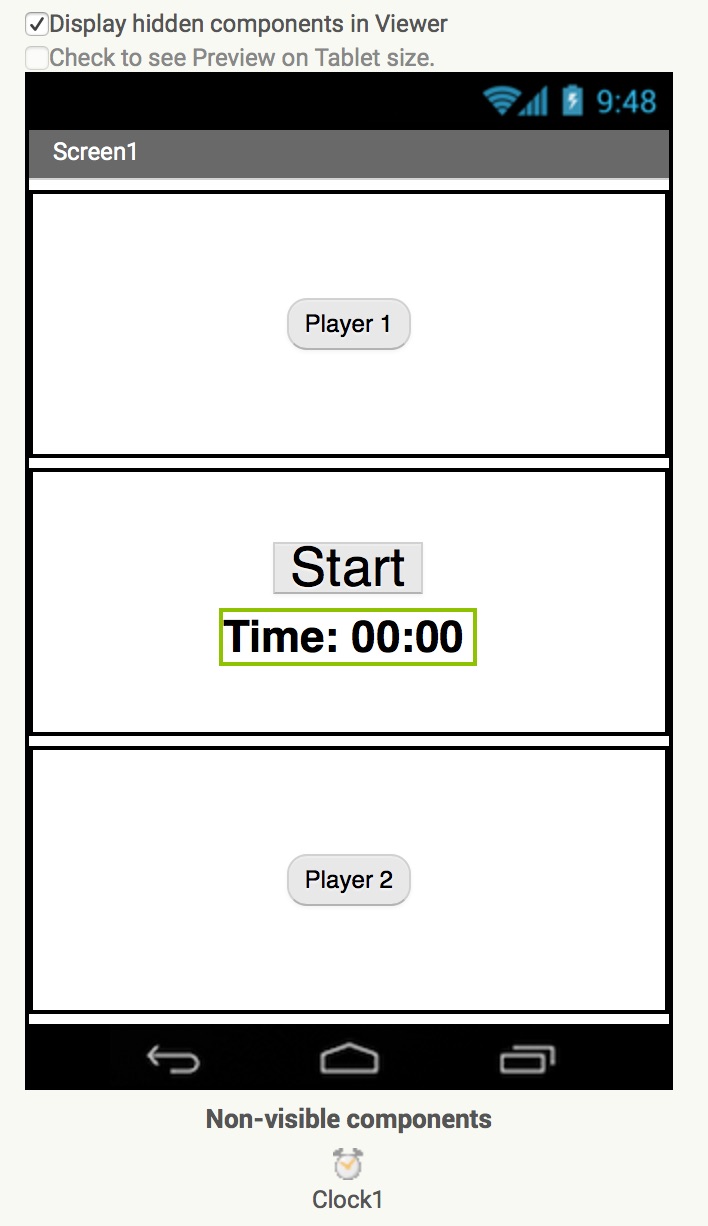 Display hidden components in Viewer
Check to see Preview on Tablet size.
9:48
Screen1
Player 1
Start
Time: 00:00
Player 2
Non-visible components
Clock1